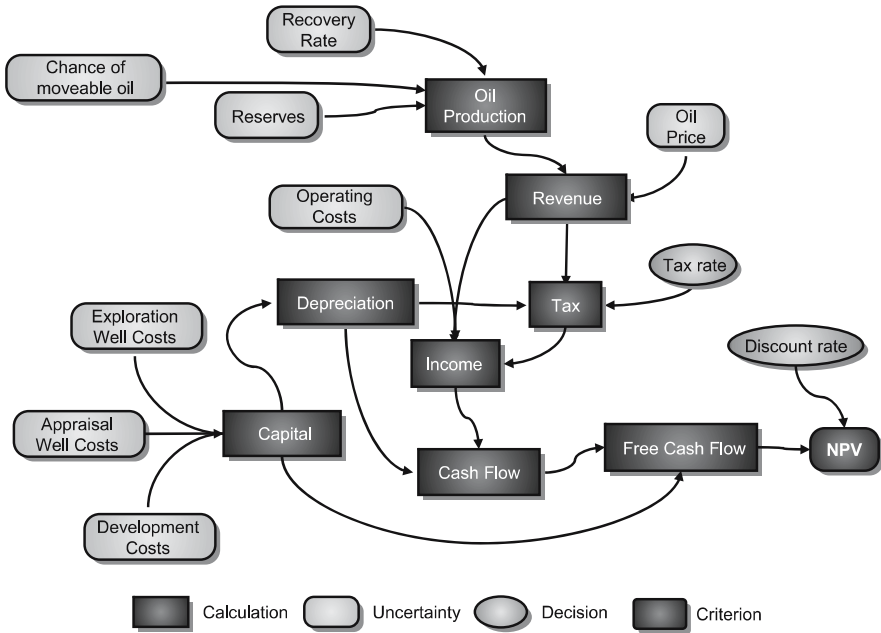 Recovery
Rate
Chance of
moveable oil
Reserves
Oil
Production
Oil
Price
Operating
Costs
Revenue
Tax rate
Depreciation
Tax
Exploration
Well Costs
Income
Discount rate
Appraisal
Well Costs
Capital
Cash Flow
Free Cash Flow
NPV
Development
Costs
Calculation
Uncertainty
Decision
Criterion